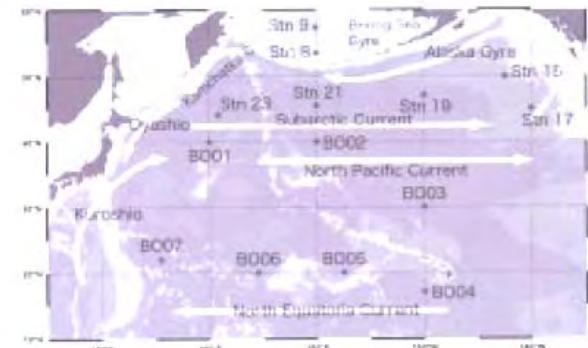 Stn 9
Bering Sea
Gyre
Stn 8
Alaska Gyre
Stn 15
Kamchatka C
Stn 21
Stn 19
Stn 23
Stn 17
Oyashio
Subarctic Current
BO01
BO02
North Pacific Current
BO03
Kuroshio
BO07
BO06
BO05
BO04
North Equatoria Current